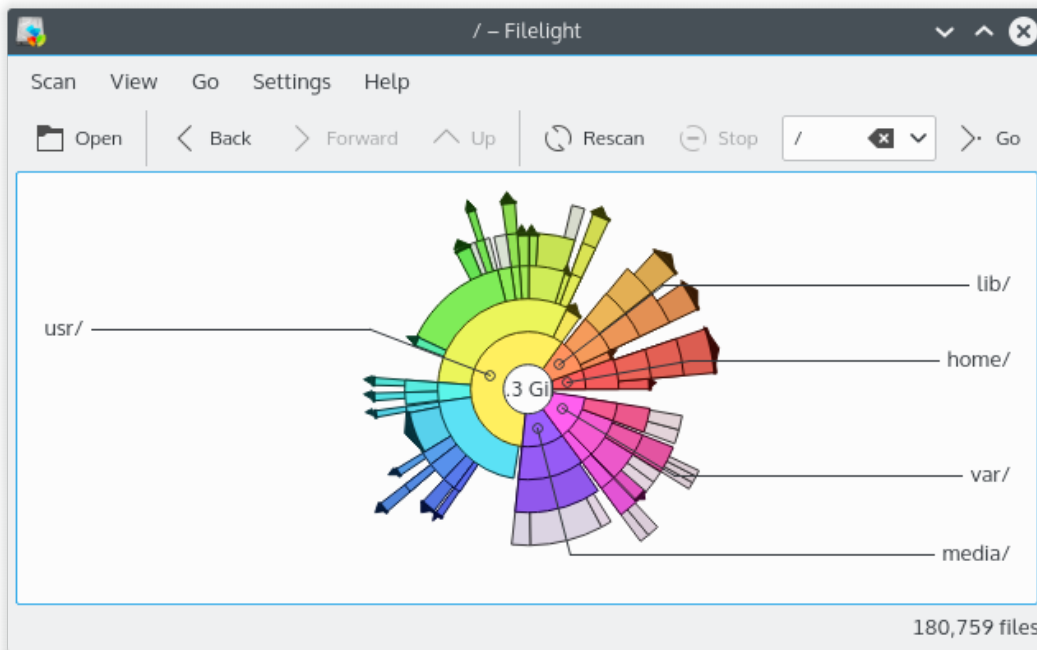 / – Filelight
Scan View Go Settings Help
Open Back Forward Up Rescan Stop / Go
lib/
usr/
home/
.3 Gi
var/
media/
180,759 files